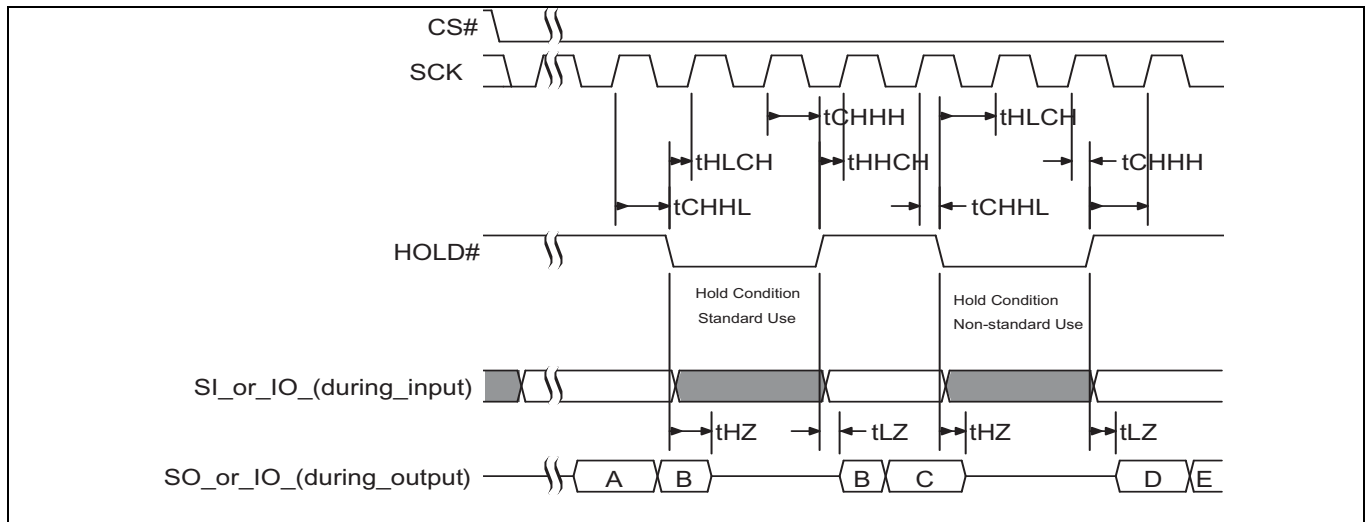 CS#
SCK
tCHHH
tHLCH
tHLCH
tHHCH
tCHHH
tCHHL
tCHHL
HOLD#
Hold Condition
Standard Use
Hold Condition
Non-standard Use
SI_or_IO_(during_input)
tHZ
tLZ
tHZ
tLZ
SO_or_IO_(during_output)
A
B
B
C
D
E